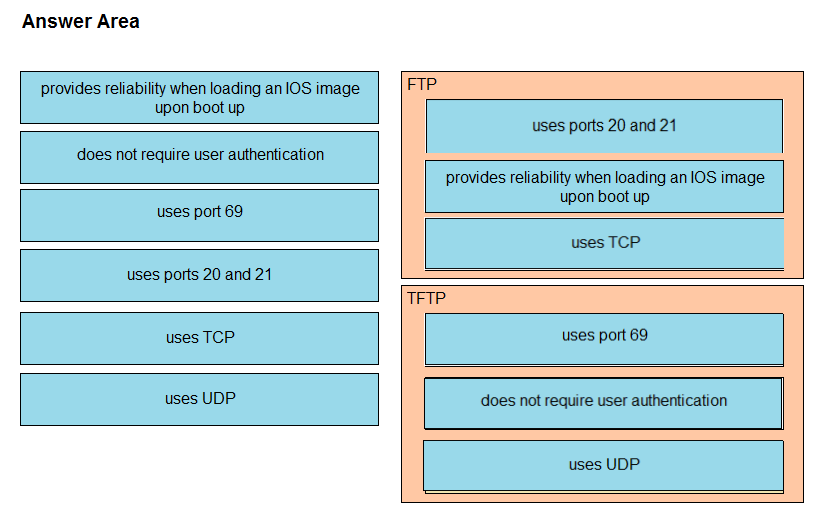 Answer Area
provides reliability when loading an IOS image
upon boot up
does not require user authentication
uses port 69
uses ports 20 and 21
uses TCP
uses UDP
FTP
uses ports 20 and 21
provides reliability when loading an IOS image
upon boot up
uses TCP
TFTP
uses port 69
does not require user authentication
uses UDP